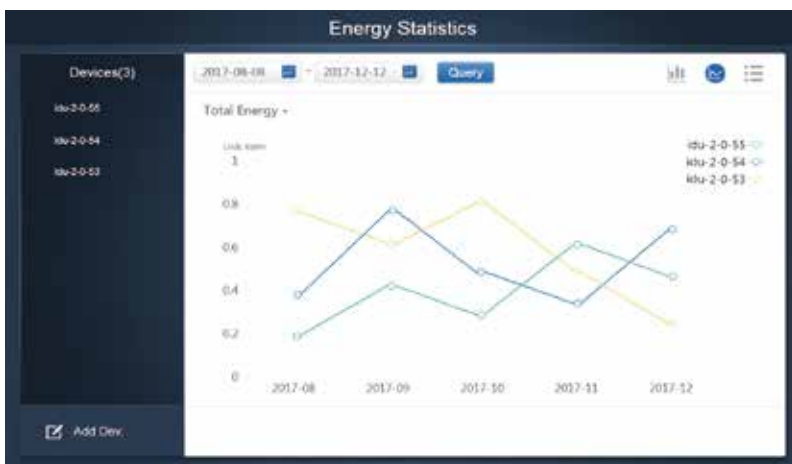 Energy Statistics
Devices(3)
idu-2-0-55
idu-2-0-54
idu-2-0-53
Add Dev.
2017-08-08 ~ 2017-12-12 Query
Total Energy
1
0.8
0.6
0.4
0.2
0
2017-08 2017-09 2017-10 2017-11 2017-12
idu-2-0-55
idu-2-0-54
idu-2-0-53